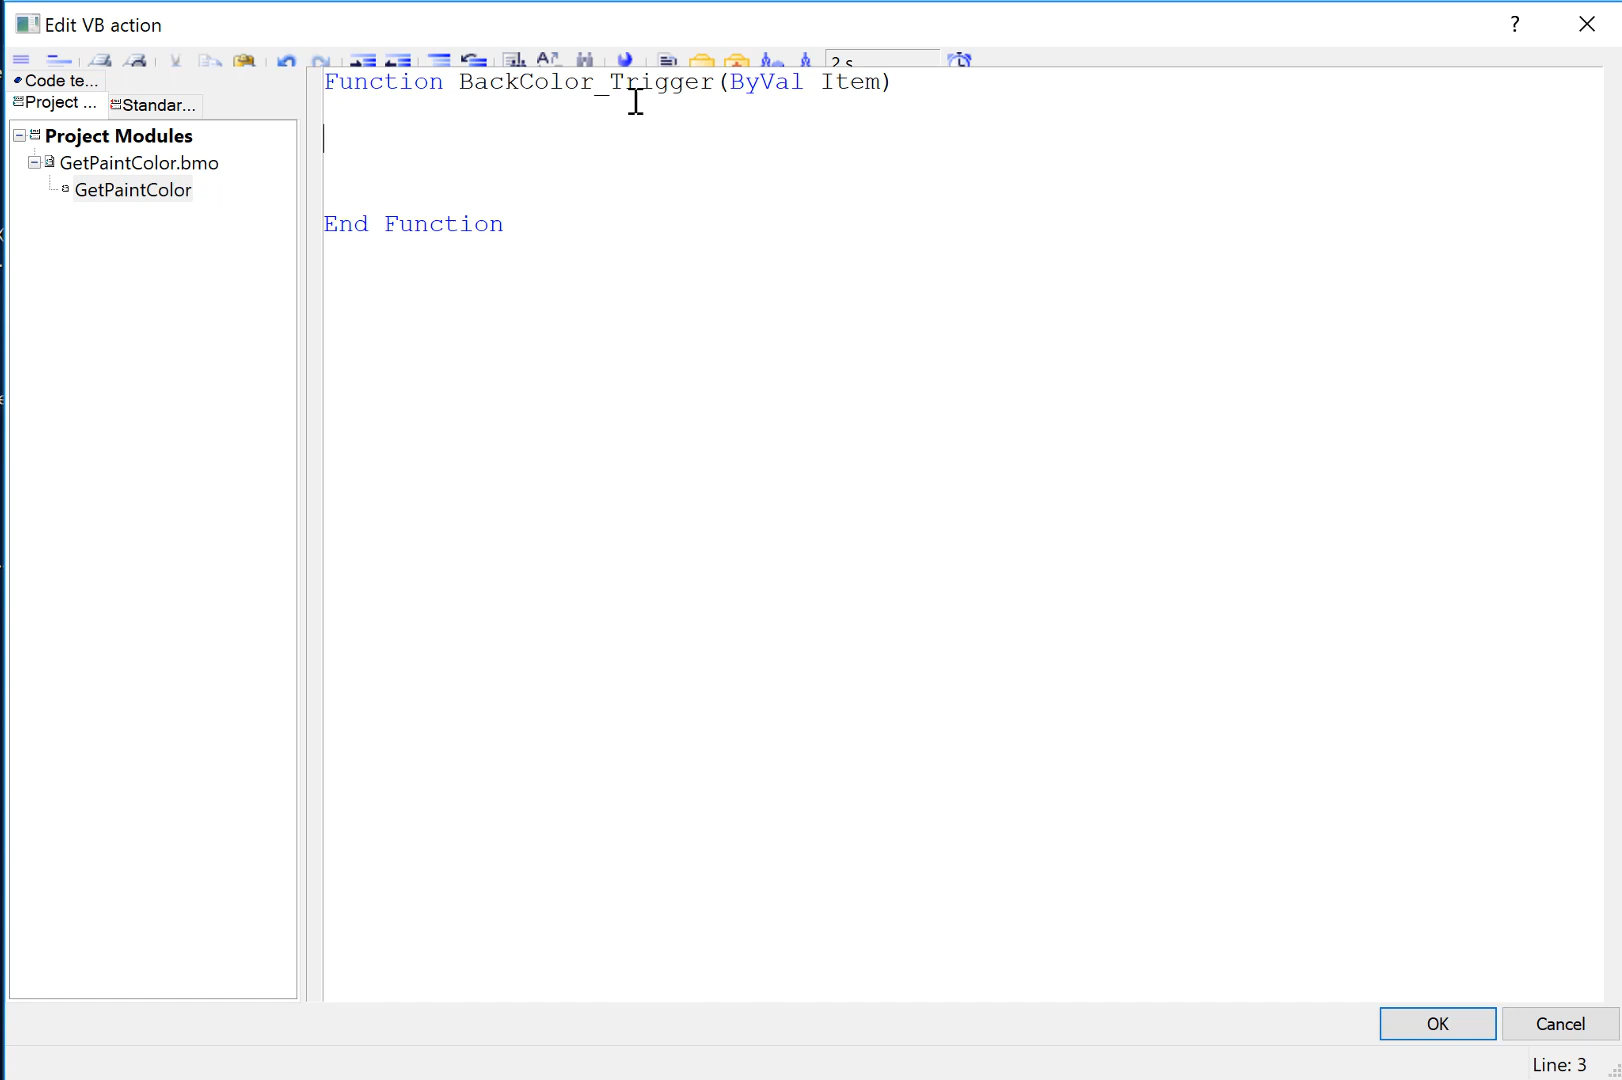 Edit VB action
?
2 s
Code te...
Project ...
Standar...
Project Modules
GetPaintColor.bmo
GetPaintColor
Function BackColor_Trigger(ByVal Item)
End Function
OK
Cancel
Line: 3